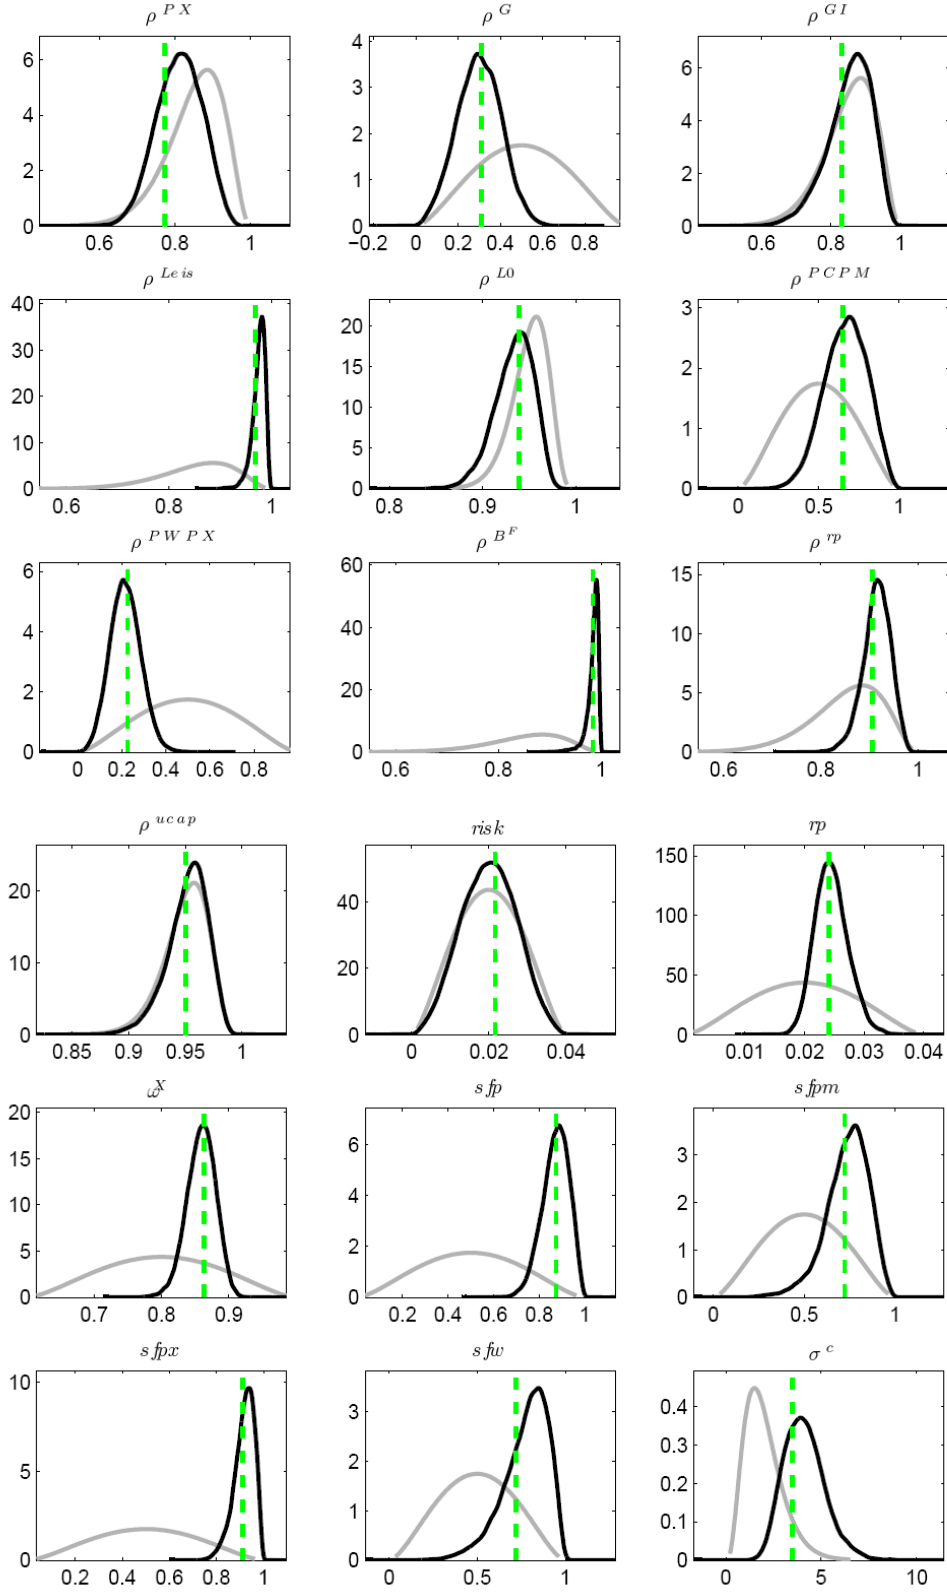 ρ^{PX} ρ^{G} ρ^{GI}
6 4 2 0
0.6 0.8 1
4 3 2 1 0
−0.2 0 0.2 0.4 0.6 0.8
6 4 2 0
0.6 0.8 1
ρ^{Leis} ρ^{L0} ρ^{PCPM}
40 30 20 10 0
0.6 0.8 1
20 15 10 5 0
0.8 0.9 1
3 2 1 0
0 0.5 1
ρ^{PWPX} ρ^{B^F} ρ^{rp}
6 4 2 0
0 0.2 0.4 0.6 0.8
60 40 20 0
0.6 0.8 1
15 10 5 0
0.6 0.8 1
ρ^{ucap} risk rp
20 10 0
0.85 0.9 0.95 1
40 20 0
0 0.02 0.04
150 100 50 0
0.01 0.02 0.03 0.04
ω^X sfp sfpm
20 15 10 5 0
0.7 0.8 0.9
6 4 2 0
0.2 0.4 0.6 0.8 1
3 2 1 0
0 0.5 1
sfpx sfw σ^c
10 5 0
0.2 0.4 0.6 0.8 1
3 2 1 0
0 0.5 1
0.4 0.3 0.2 0.1 0
0 5 10